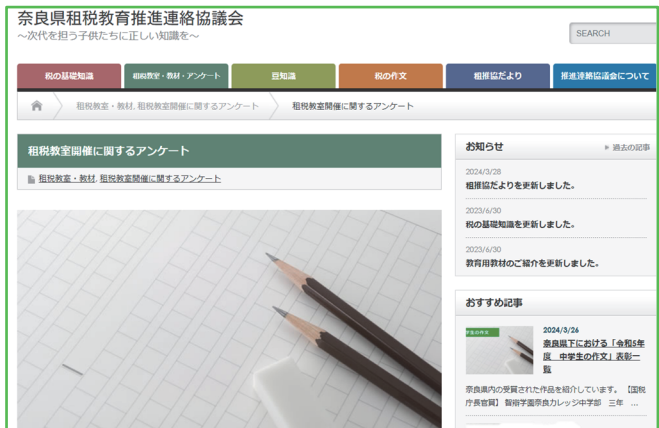 奈良県租税教育推進連絡協議会
～次代を担う子供たちに正しい知識を～
SEARCH
税の基礎知識
租税教室・教材・アンケート
豆知識
税の作文
租推協だより
推進連絡協議会について
租税教室・教材, 租税教室開催に関するアンケート
租税教室開催に関するアンケート
租税教室開催に関するアンケート
租税教室・教材, 租税教室開催に関するアンケート
お知らせ
過去の記事
2024/3/28
租推協だよりを更新しました。
2023/6/30
税の基礎知識を更新しました。
2023/6/30
教育用教材のご紹介を更新しました。
おすすめ記事
学生の作文
2024/3/26
奈良県下における「令和5年
度　中学生の作文」表彰一
覧
奈良県内の受賞された作品を紹介しています。【国税
庁長官賞】 智辯学園奈良カレッジ中学部　三年　…